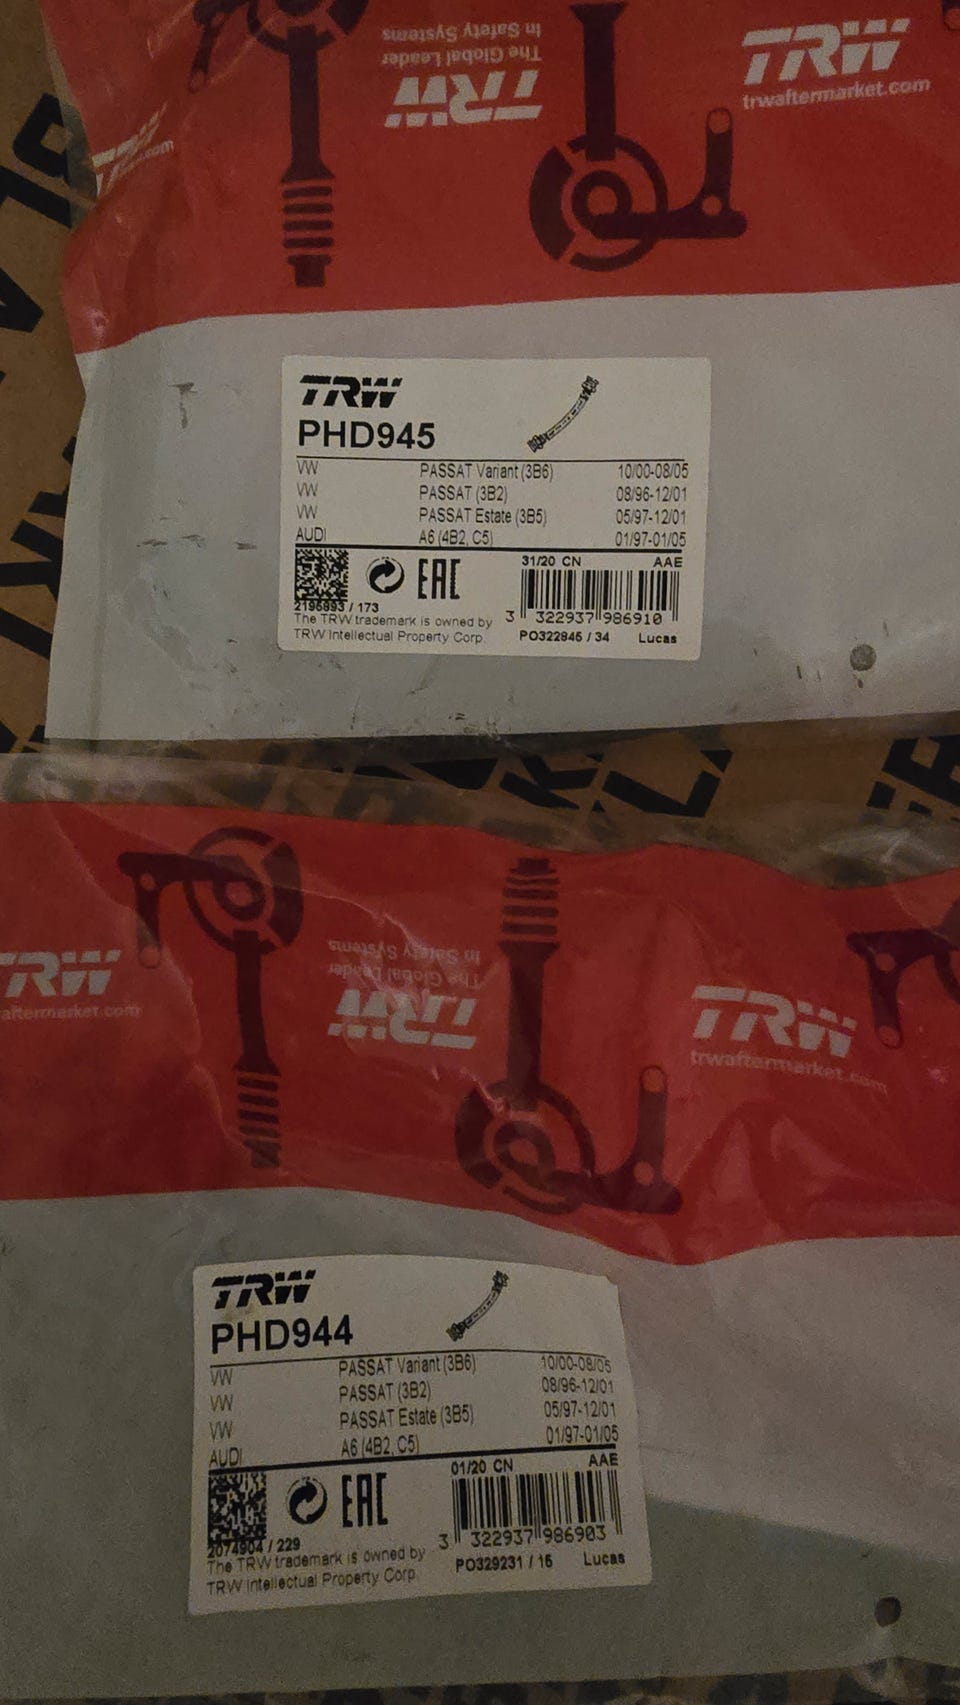 In Safety Systems
The Global Leader
TRW
TRW
trwaftermarket.com
TRW
PHD945
VW PASSAT Variant (3B6) 10/00-08/05
VW PASSAT (3B2) 08/96-12/01
VW PASSAT Estate (3B5) 05/97-12/01
AUDI A6 (4B2, C5) 01/97-01/05
EAC
31/20 CN AAE
2196993 / 173
3 322937 986910
The TRW trademark is owned by
TRW Intellectual Property Corp.
PO322845 / 34 Lucas
In Safety Systems
The Global Leader
TRW
TRW
aftermarket.com
TRW
trwaftermarket.com
TRW
PHD944
VW PASSAT Variant (3B6) 10/00-08/05
VW PASSAT (3B2) 08/96-12/01
VW PASSAT Estate (3B5) 05/97-12/01
AUDI A6 (4B2, C5) 01/97-01/05
EAC
01/20 CN AAE
2074904 / 229
3 322937 986903
The TRW trademark is owned by
TRW Intellectual Property Corp.
PO329231 / 15 Lucas